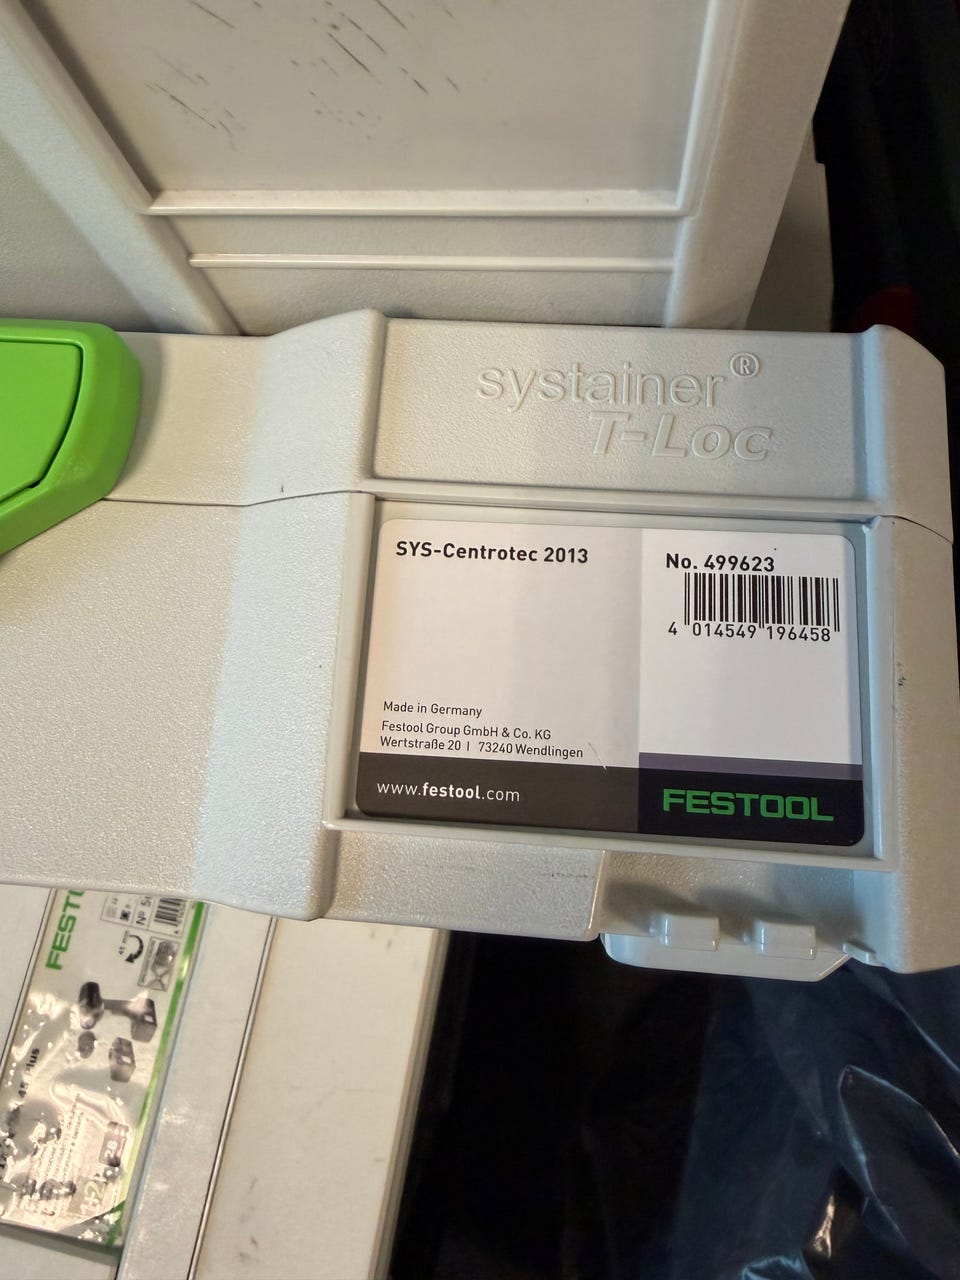 systainer®
T-Loc
SYS-Centrotec 2013
No. 499623
4 014549 196458
Made in Germany
Festool Group GmbH & Co. KG
Wertstraße 20 I 73240 Wendlingen
www.festool.com
FESTOOL
FEST